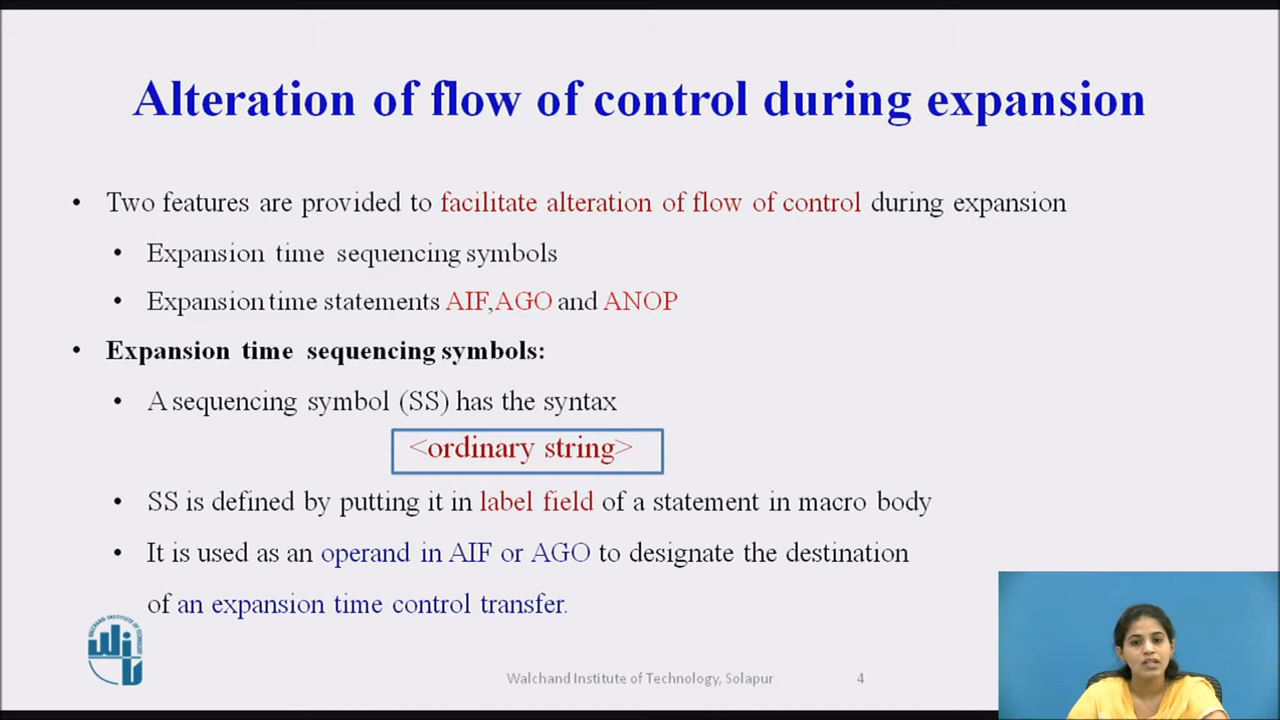 Alteration of flow of control during expansion
• Two features are provided to facilitate alteration of flow of control during expansion
• Expansion time sequencing symbols
• Expansion time statements AIF,AGO and ANOP
• Expansion time sequencing symbols:
• A sequencing symbol (SS) has the syntax
<ordinary string>
• SS is defined by putting it in label field of a statement in macro body
• It is used as an operand in AIF or AGO to designate the destination
of an expansion time control transfer.
WALCHAND INSTITUTE OF TECHNOLOGY
Walchand Institute of Technology, Solapur 4